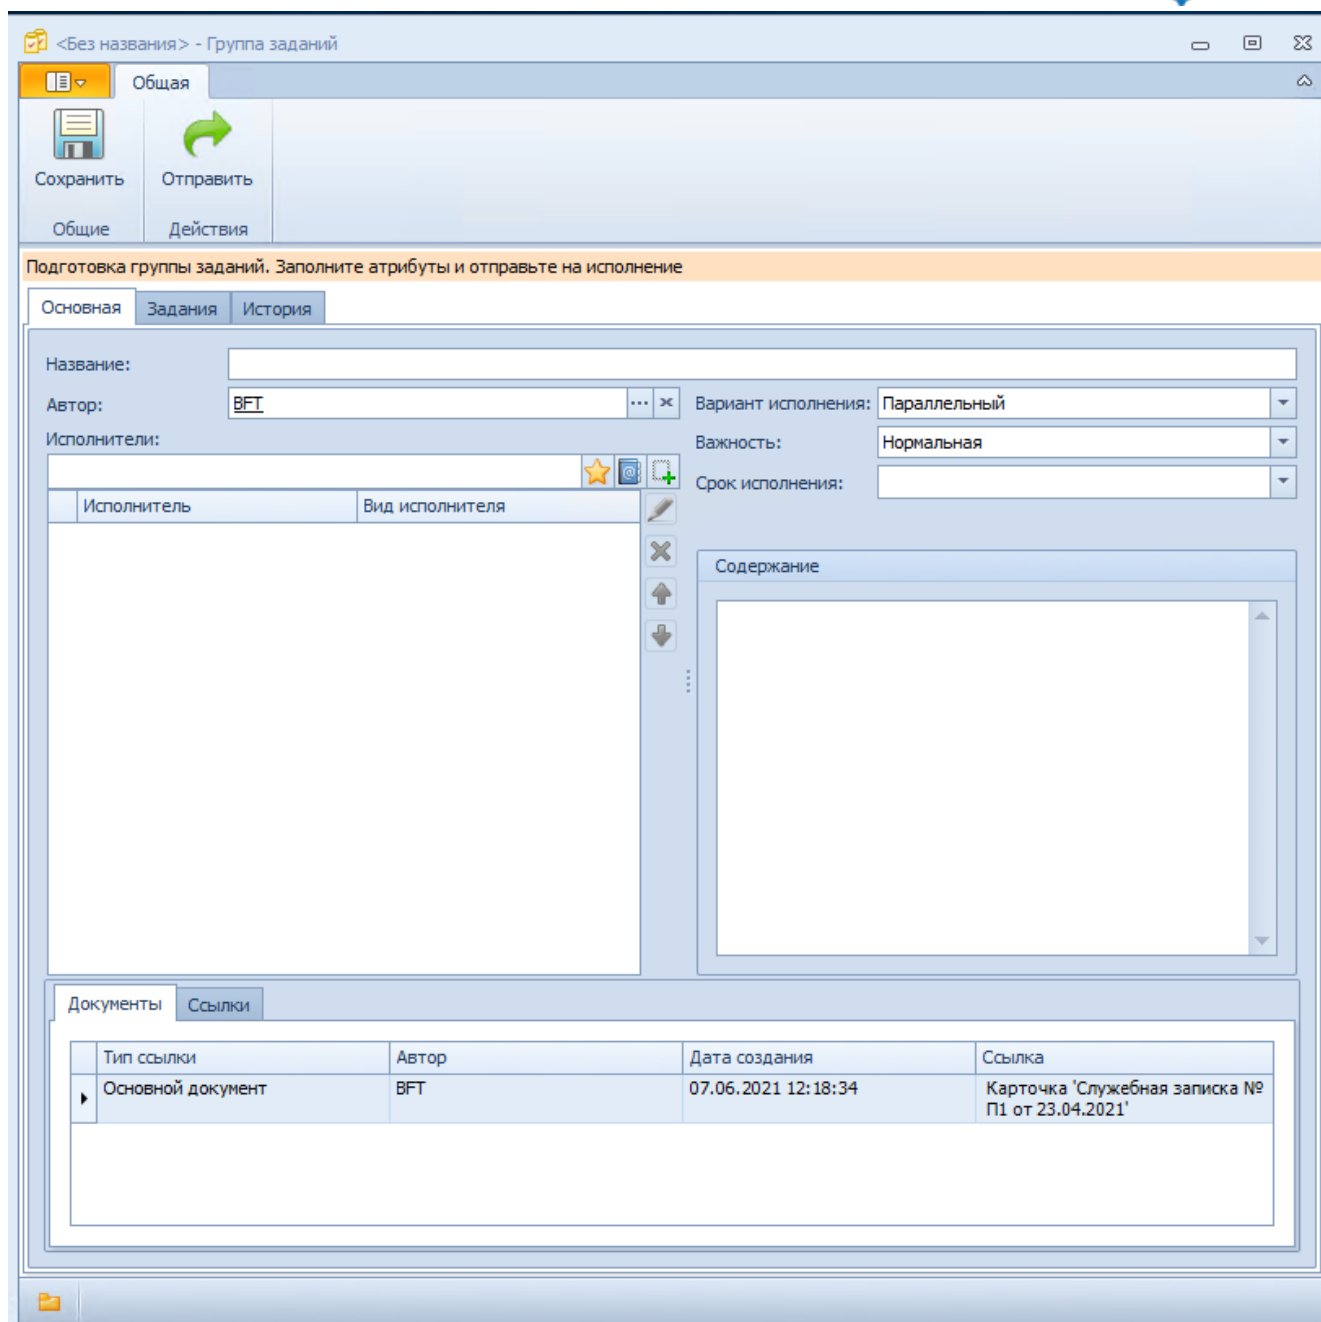 <Без названия> - Группа заданий
Общая
Сохранить Отправить
Общие Действия
Подготовка группы заданий. Заполните атрибуты и отправьте на исполнение
Основная Задания История
Название:
Автор: BFT Вариант исполнения: Параллельный
Исполнители: Важность: Нормальная
Срок исполнения:
Исполнитель Вид исполнителя
Содержание
Документы Ссылки
Тип ссылки Автор Дата создания Ссылка
Основной документ BFT 07.06.2021 12:18:34 Карточка 'Служебная записка №
П1 от 23.04.2021'